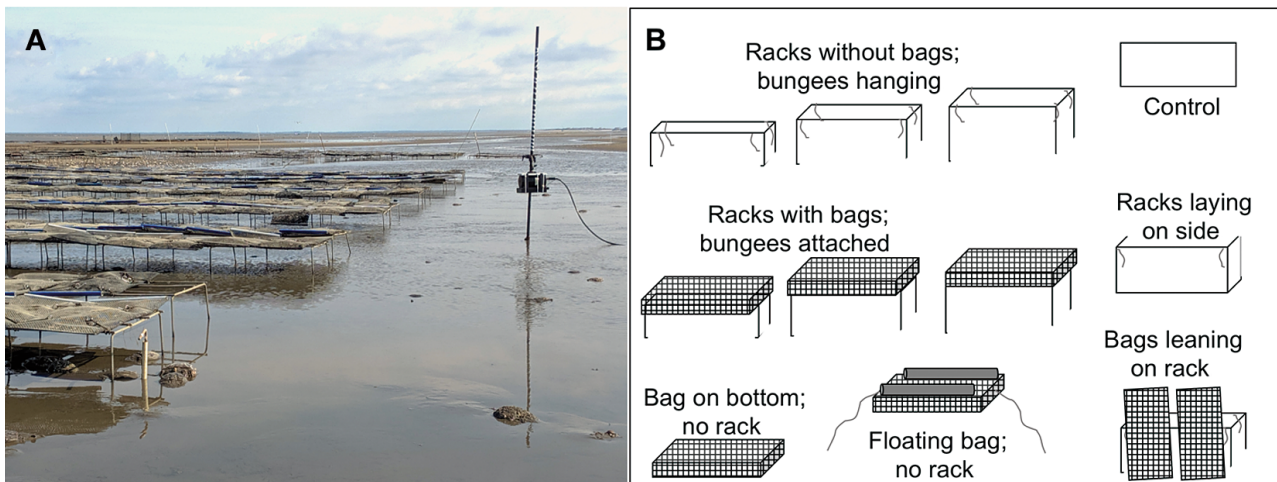 A
B
Racks without bags;
bungees hanging
Control
Racks with bags;
bungees attached
Racks laying
on side
Bag on bottom;
no rack
Floating bag;
no rack
Bags leaning
on rack